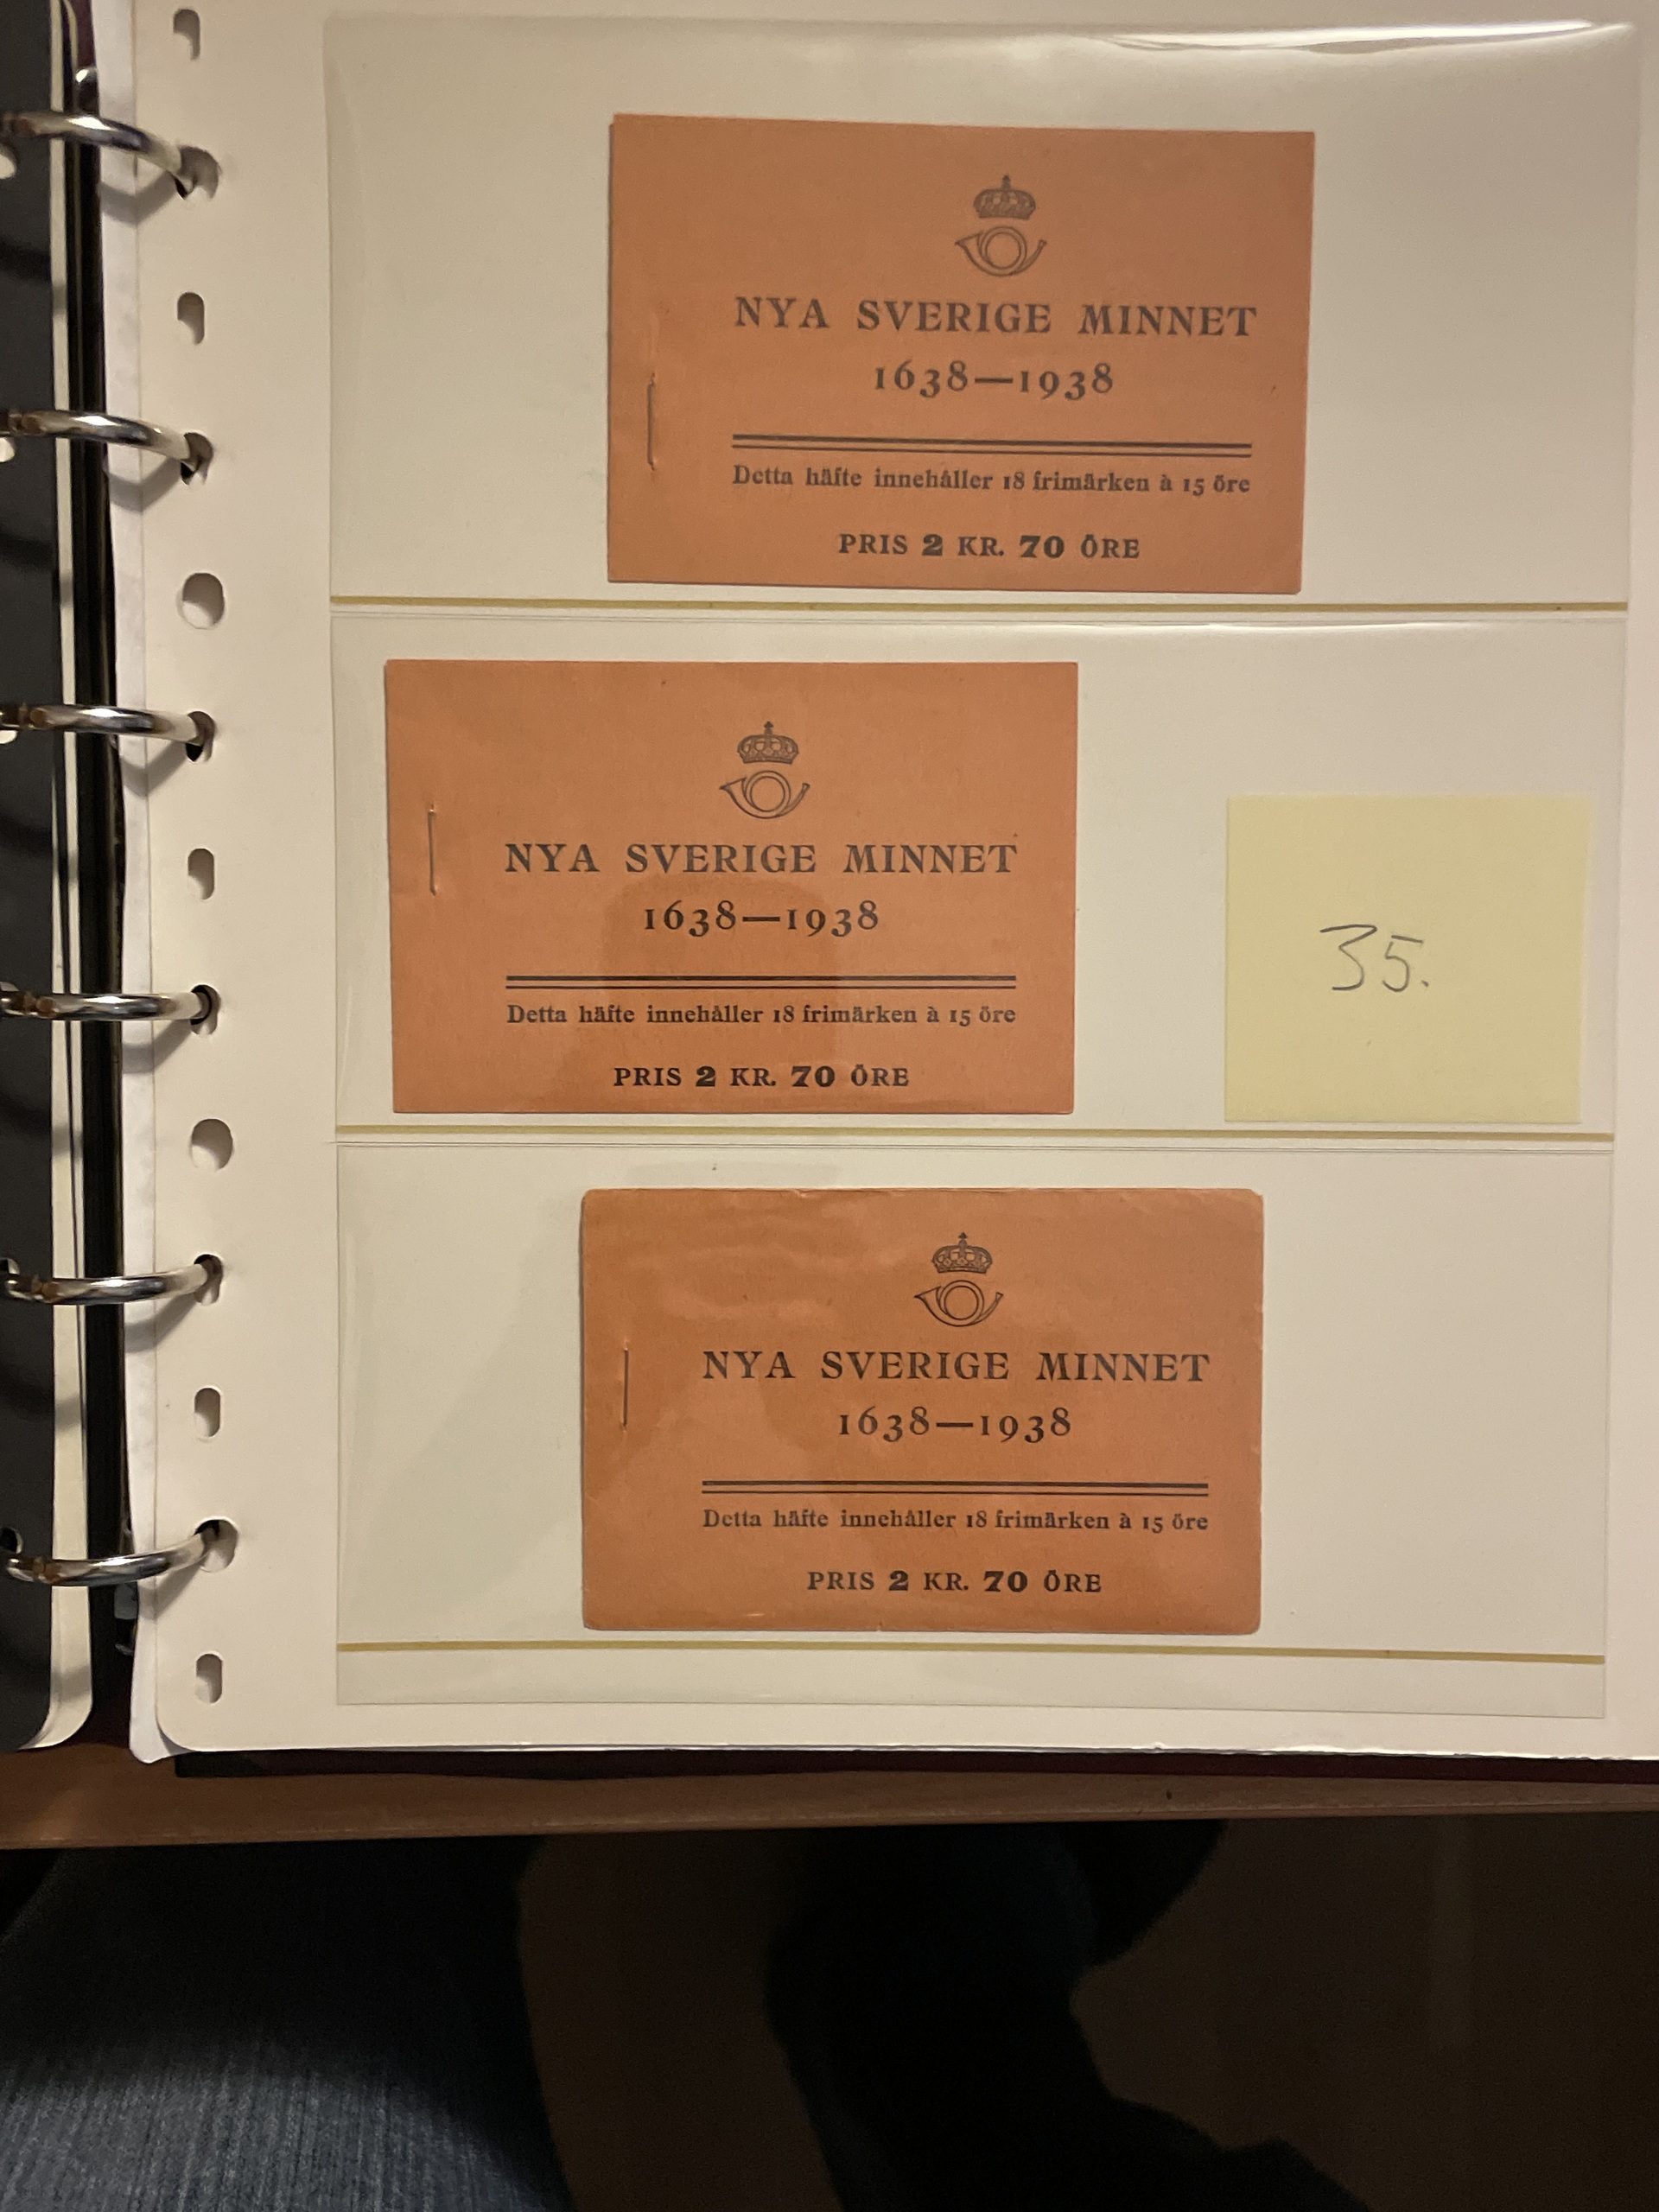 NYA SVERIGE MINNET
1638—1938
Detta häfte innehåller 18 frimärken à 15 öre
PRIS 2 KR. 70 ÖRE
NYA SVERIGE MINNET
1638—1938
Detta häfte innehåller 18 frimärken à 15 öre
PRIS 2 KR. 70 ÖRE
35.
NYA SVERIGE MINNET
1638—1938
Detta häfte innehåller 18 frimärken à 15 öre
PRIS 2 KR. 70 ÖRE